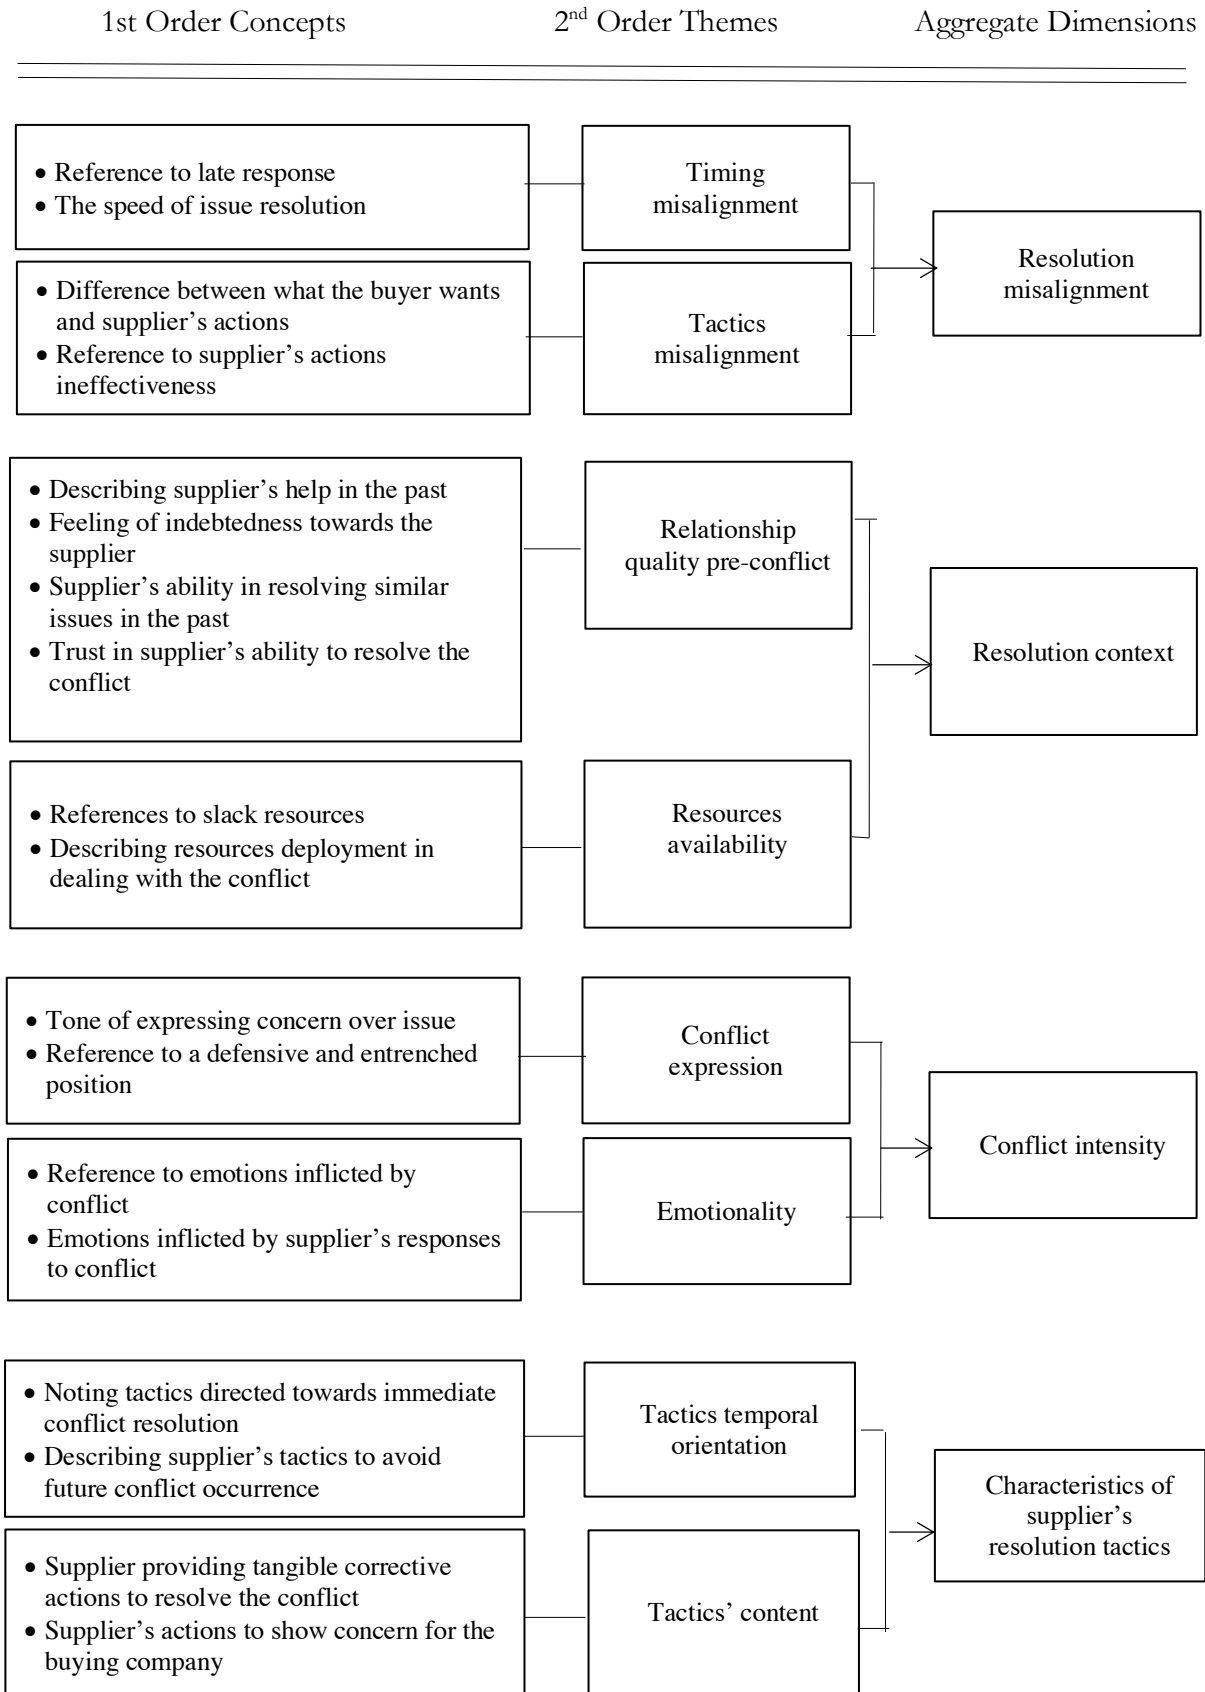 1st Order Concepts
2nd Order Themes
Aggregate Dimensions
• Reference to late response
• The speed of issue resolution
Timing
misalignment
• Difference between what the buyer wants
and supplier’s actions
• Reference to supplier’s actions
ineffectiveness
Tactics
misalignment
Resolution
misalignment
• Describing supplier’s help in the past
• Feeling of indebtedness towards the
supplier
• Supplier’s ability in resolving similar
issues in the past
• Trust in supplier’s ability to resolve the
conflict
Relationship
quality pre-conflict
• References to slack resources
• Describing resources deployment in
dealing with the conflict
Resources
availability
Resolution context
• Tone of expressing concern over issue
• Reference to a defensive and entrenched
position
Conflict
expression
• Reference to emotions inflicted by
conflict
• Emotions inflicted by supplier’s responses
to conflict
Emotionality
Conflict intensity
• Noting tactics directed towards immediate
conflict resolution
• Describing supplier’s tactics to avoid
future conflict occurrence
Tactics temporal
orientation
• Supplier providing tangible corrective
actions to resolve the conflict
• Supplier’s actions to show concern for the
buying company
Tactics’ content
Characteristics of
supplier’s
resolution tactics